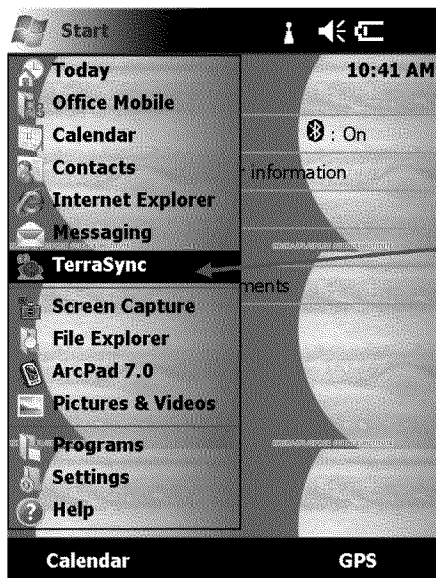 Start
Today
10:41 AM
Office Mobile
Calendar
: On
Contacts
r information
Internet Explorer
Messaging
TerraSync
ments
Screen Capture
File Explorer
ArcPad 7.0
Pictures & Videos
Programs
Settings
Help
Calendar
GPS